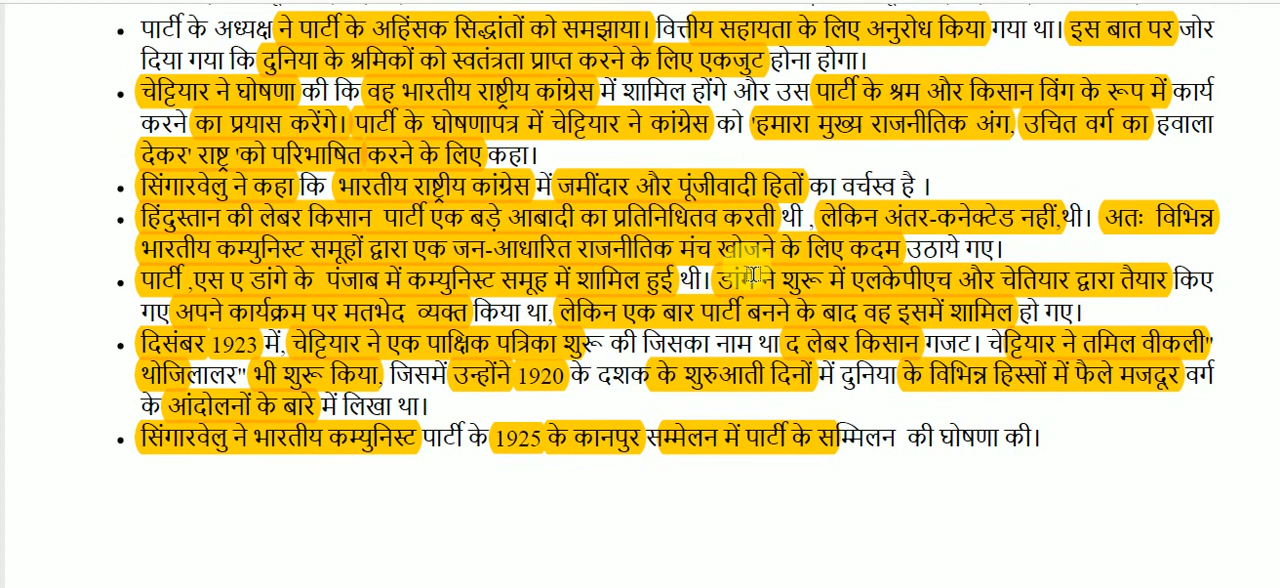 • पार्टी के अध्यक्ष ने पार्टी के अहिंसक सिद्धांतों को समझाया। वित्तीय सहायता के लिए अनुरोध किया गया था। इस बात पर जोर
दिया गया कि दुनिया के श्रमिकों को स्वतंत्रता प्राप्त करने के लिए एकजुट होना होगा।
• चेट्टियार ने घोषणा की कि वह भारतीय राष्ट्रीय कांग्रेस में शामिल होंगे और उस पार्टी के श्रम और किसान विंग के रूप में कार्य
करने का प्रयास करेंगे। पार्टी के घोषणापत्र में चेट्टियार ने कांग्रेस को 'हमारा मुख्य राजनीतिक अंग, उचित वर्ग का हवाला
देकर' राष्ट्र 'को परिभाषित करने के लिए कहा।
• सिंगारवेलु ने कहा कि भारतीय राष्ट्रीय कांग्रेस में जमींदार और पूंजीवादी हितों का वर्चस्व है ।
• हिंदुस्तान की लेबर किसान पार्टी एक बड़े आबादी का प्रतिनिधितव करती थी , लेकिन अंतर-कनेक्टेड नहीं,थी। अतः विभिन्न
भारतीय कम्युनिस्ट समूहों द्वारा एक जन-आधारित राजनीतिक मंच खोजने के लिए कदम उठाये गए।
• पार्टी ,एस ए डांगे के पंजाब में कम्युनिस्ट समूह में शामिल हुई थी। डांगे ने शुरू में एलकेपीएच और चेतियार द्वारा तैयार किए
गए अपने कार्यक्रम पर मतभेद व्यक्त किया था, लेकिन एक बार पार्टी बनने के बाद वह इसमें शामिल हो गए।
• दिसंबर 1923 में, चेट्टियार ने एक पाक्षिक पत्रिका शुरू की जिसका नाम था द लेबर किसान गजट। चेट्टियार ने तमिल वीकली"
थोजिलालर" भी शुरू किया, जिसमें उन्होंने 1920 के दशक के शुरुआती दिनों में दुनिया के विभिन्न हिस्सों में फैले मजदूर वर्ग
के आंदोलनों के बारे में लिखा था।
• सिंगारवेलु ने भारतीय कम्युनिस्ट पार्टी के 1925 के कानपुर सम्मेलन में पार्टी के सम्मिलन की घोषणा की।